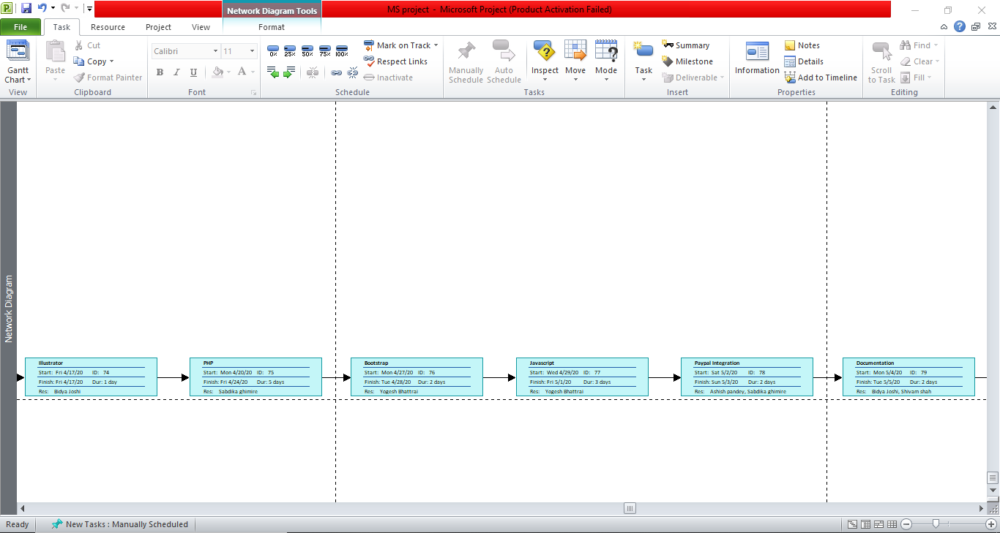 Network Diagram Tools
MS project - Microsoft Project (Product Activation Failed)
File Task Resource Project View Format
Gantt Chart
View
Paste
Cut
Copy
Format Painter
Clipboard
Calibri 11
B I U A
Font
0% 25% 50% 75% 100%
Mark on Track
Respect Links
Inactivate
Schedule
Manually Schedule
Auto Schedule
Inspect
Move
Mode
Tasks
Task
Summary
Milestone
Deliverable
Insert
Information
Notes
Details
Add to Timeline
Properties
Scroll to Task
Find
Clear
Fill
Editing
Network Diagram
Illustrator
Start: Fri 4/17/20 ID: 74
Finish: Fri 4/17/20 Dur: 1 day
Res: Bidya Joshi
PHP
Start: Mon 4/20/20 ID: 75
Finish: Fri 4/24/20 Dur: 5 days
Res: Sabdika ghimire
Bootstrap
Start: Mon 4/27/20 ID: 76
Finish: Tue 4/28/20 Dur: 2 days
Res: Yogesh Bhattrai
Javascript
Start: Wed 4/29/20 ID: 77
Finish: Fri 5/1/20 Dur: 3 days
Res: Yogesh Bhattrai
Paypal Integration
Start: Sat 5/2/20 ID: 78
Finish: Sun 5/3/20 Dur: 2 days
Res: Ashish pandey, Sabdika ghimire
Documentation
Start: Mon 5/4/20 ID: 79
Finish: Tue 5/5/20 Dur: 2 days
Res: Bidya Joshi, Shivam shah
Ready
New Tasks : Manually Scheduled